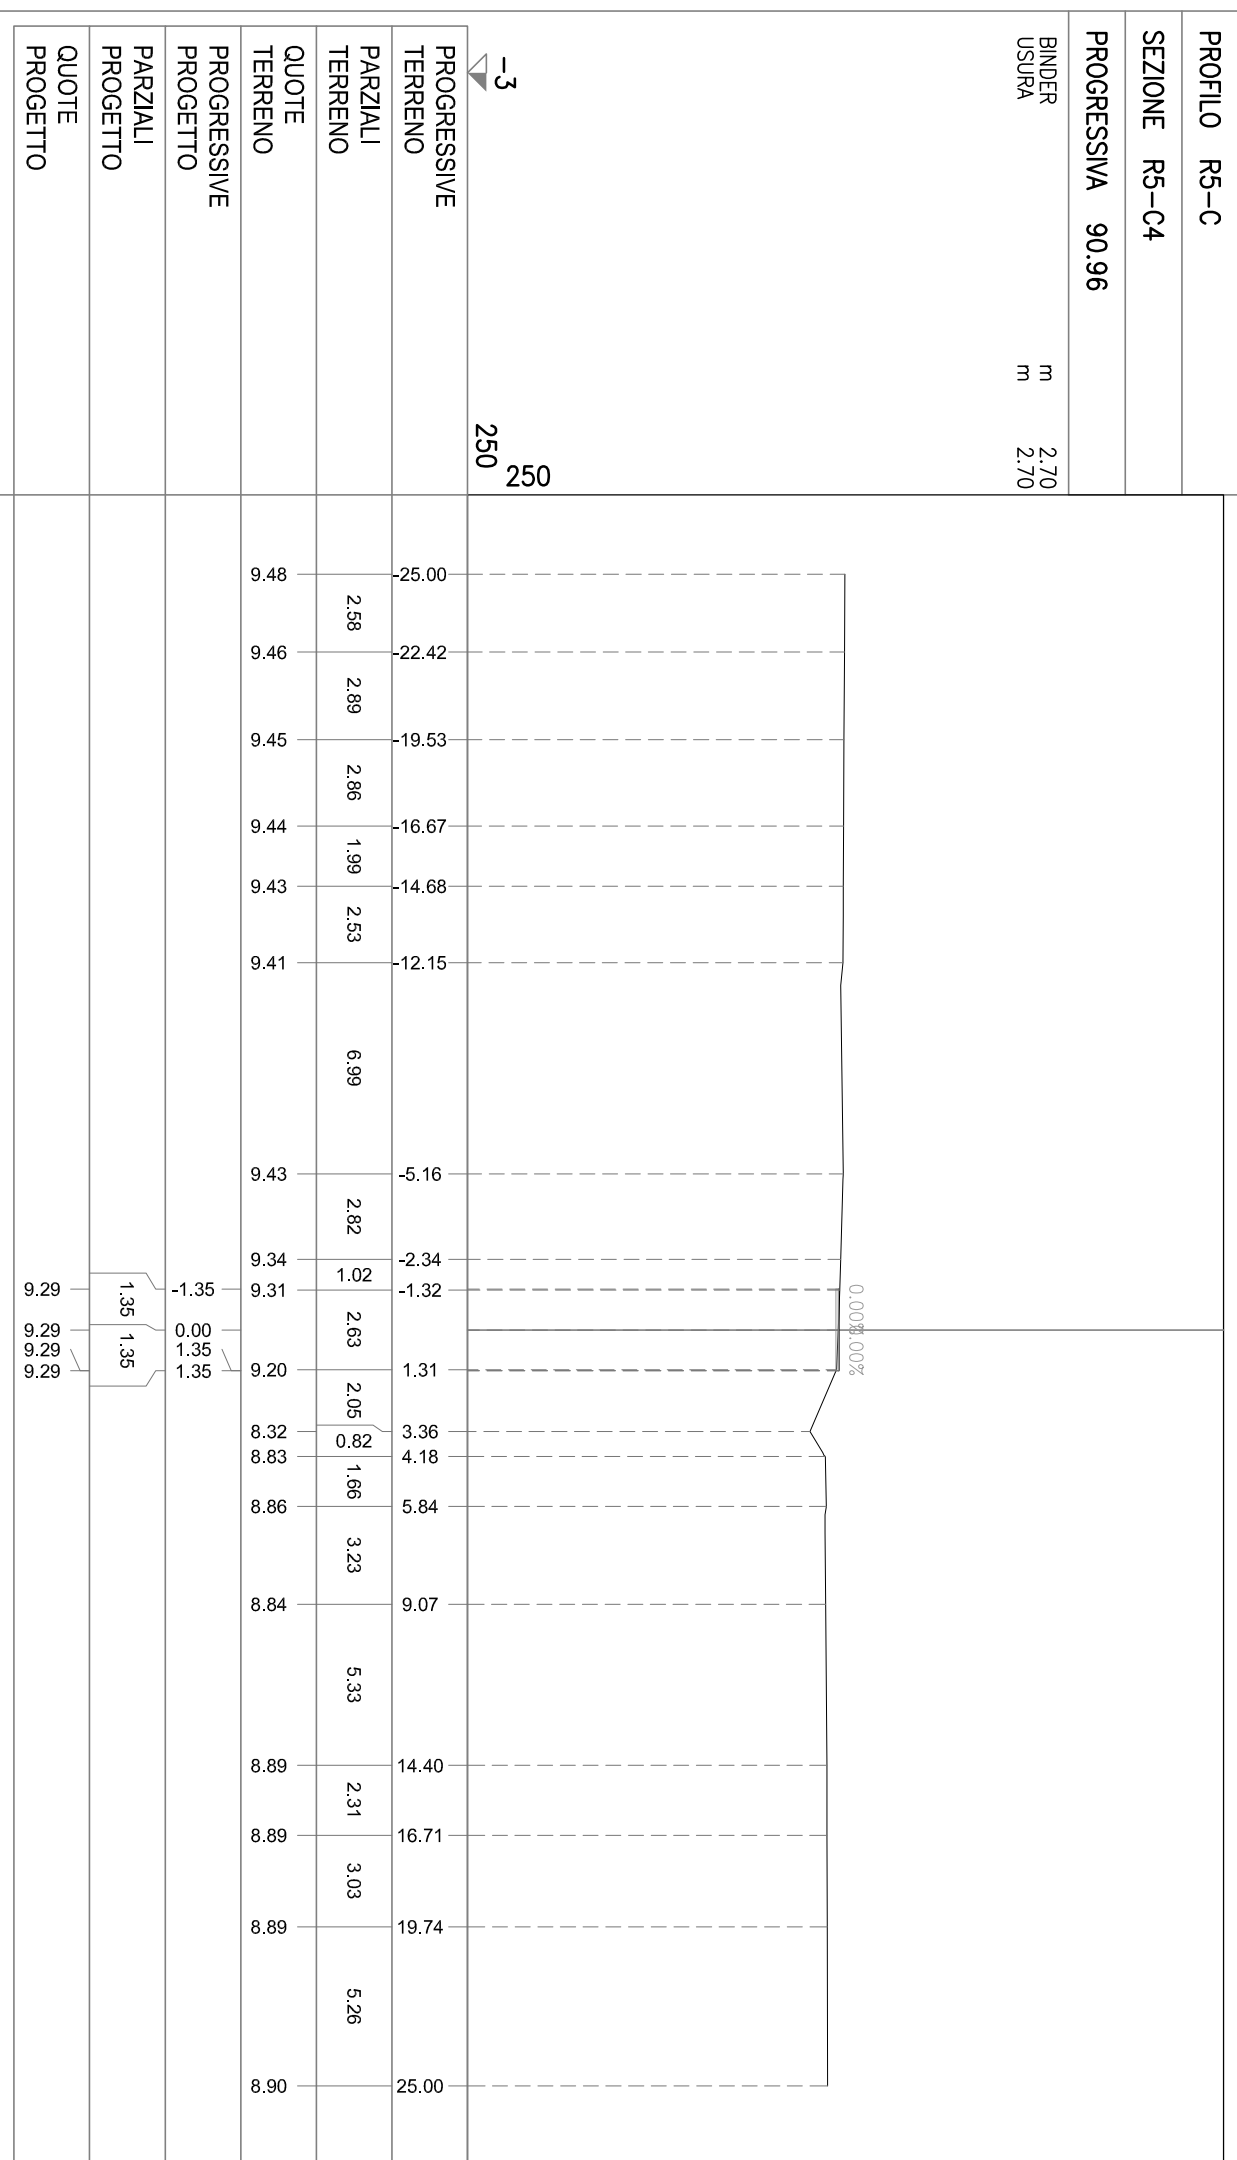 PROFILO R5-C
SEZIONE R5-C4
PROGRESSIVA 90.96
BINDER m 2.70
USURA m 2.70
250
-3
250
0.00%
0.00%
PROGRESSIVE
TERRENO
-25.00 -22.42 -19.53 -16.67 -14.68 -12.15 -5.16 -2.34 -1.32 1.31 3.36 4.18 5.84 9.07 14.40 16.71 19.74 25.00
PARZIALI
TERRENO
2.58 2.89 2.86 1.99 2.53 6.99 2.82 1.02 2.63 2.05 0.82 1.66 3.23 5.33 2.31 3.03 5.26
QUOTE
TERRENO
9.48 9.46 9.45 9.44 9.43 9.41 9.43 9.34 9.31 9.20 8.32 8.83 8.86 8.84 8.89 8.89 8.89 8.90
PROGRESSIVE
PROGETTO
-1.35 0.00 1.35 1.35
PARZIALI
PROGETTO
1.35 1.35
QUOTE
PROGETTO
9.29 9.29 9.29 9.29